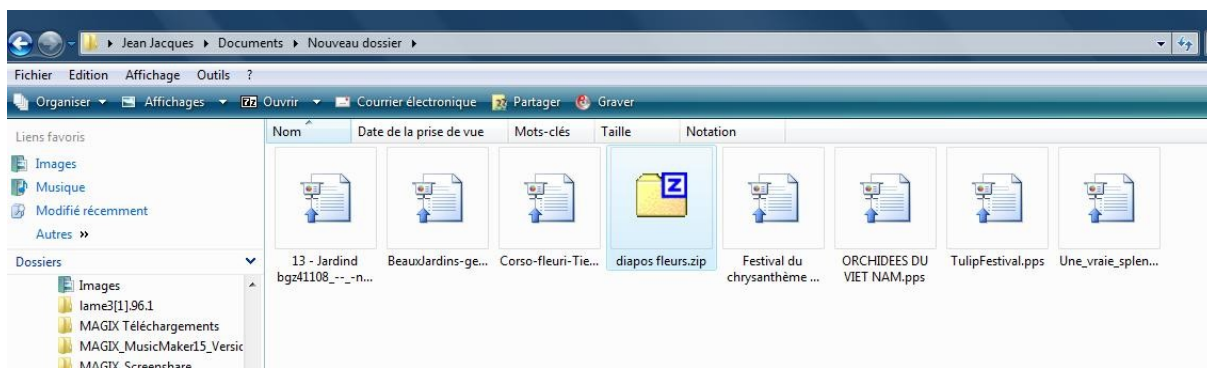 Jean Jacques Documents Nouveau dossier
Fichier Edition Affichage Outils ?
Organiser Affichages Ouvrir Courrier électronique Partager Graver
Liens favoris
Images
Musique
Modifié récemment
Autres »
Dossiers
Images
lame3[1].96.1
MAGIX Téléchargements
MAGIX_MusicMaker15_Versic
MAGIX Screenshare
Nom Date de la prise de vue Mots-clés Taille Notation
Z
13 - Jardind
bgz41108_--_-n...
BeauxJardins-ge...
Corso-fleuri-Tie...
diapos fleurs.zip
Festival du
chrysanthème ...
ORCHIDEES DU
VIET NAM.pps
TulipFestival.pps
Une_vraie_splen...